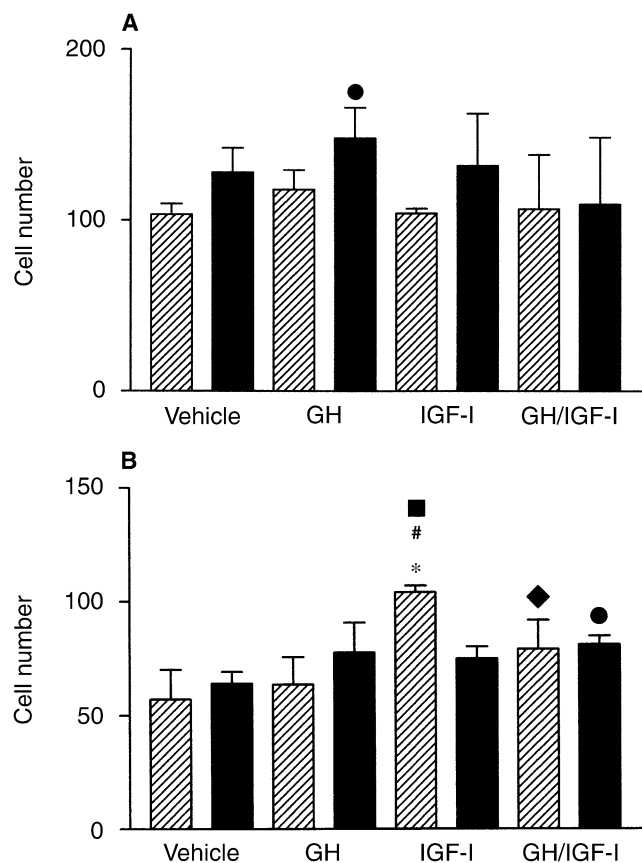 A
200
100
0
Cell number
Vehicle GH IGF-I GH/IGF-I
B
150
#
*
100
50
0
Cell number
Vehicle GH IGF-I GH/IGF-I